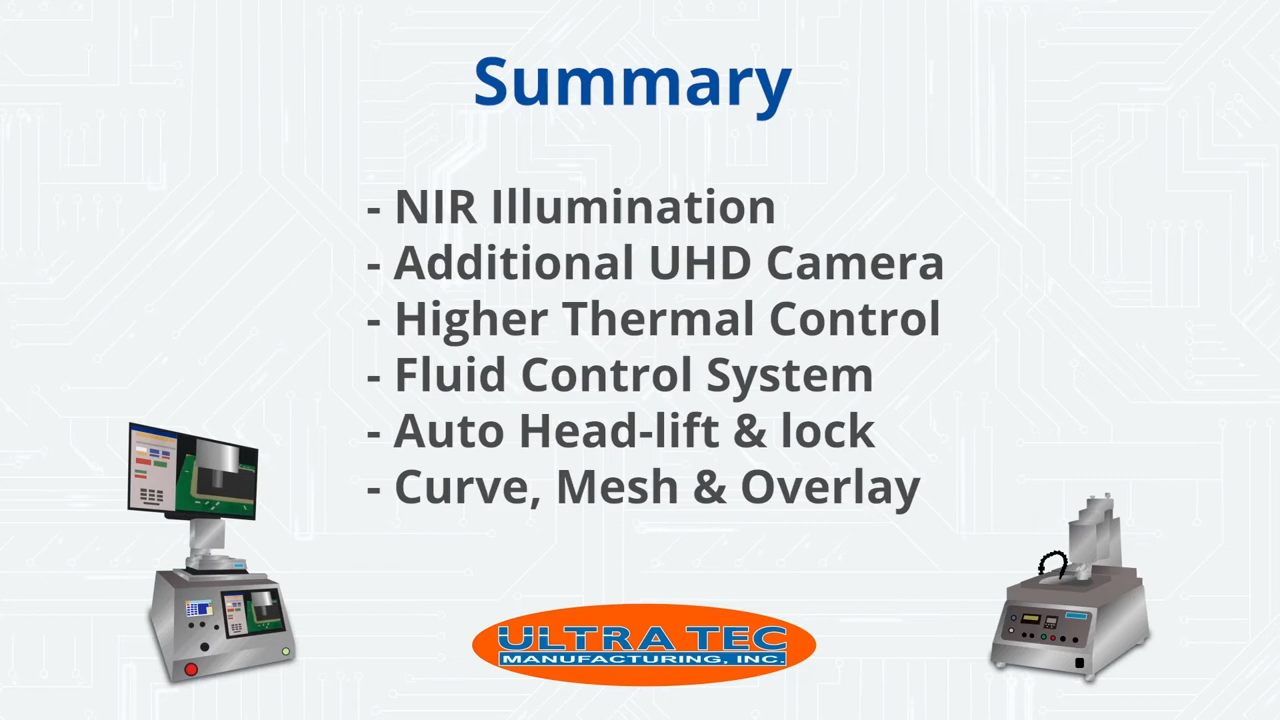 Summary
- NIR Illumination
- Additional UHD Camera
- Higher Thermal Control
- Fluid Control System
- Auto Head-lift & lock
- Curve, Mesh & Overlay
ULTRA TEC
MANUFACTURING, INC.